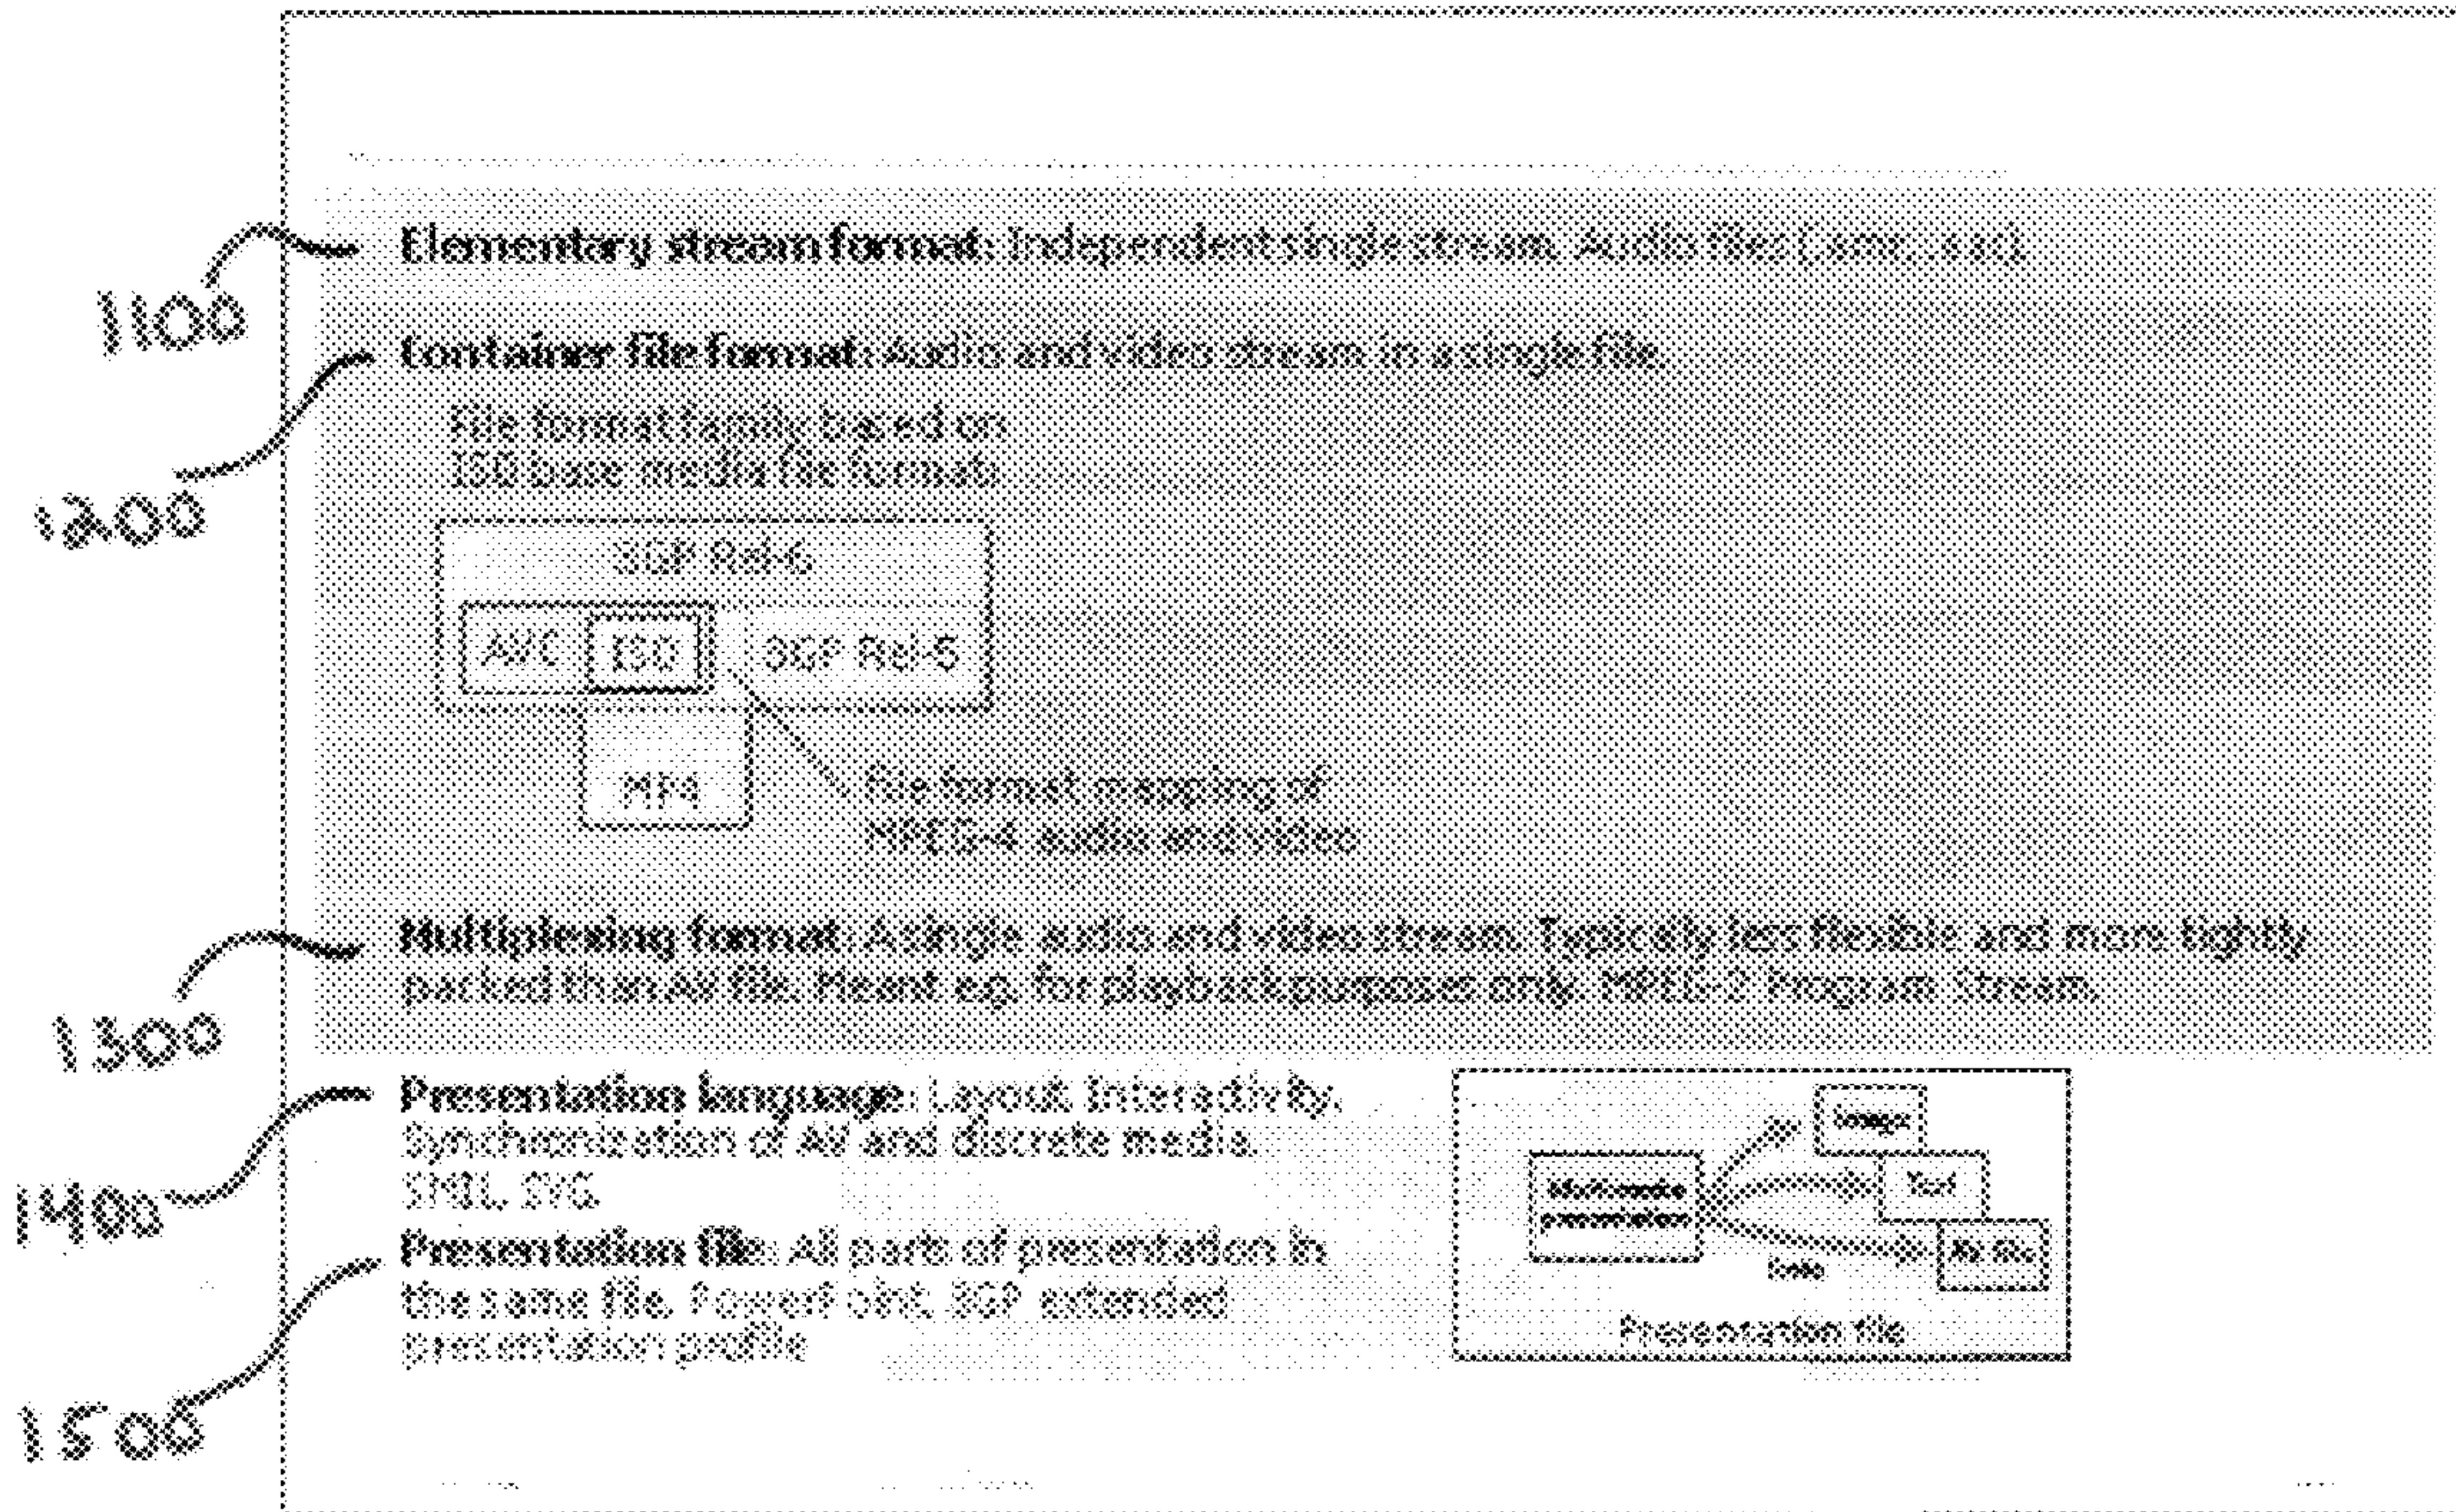 1100
Elementary stream format: Independent single stream. Audio files (.amr, .aac).
1200
Container file format: Audio and video stream in a single file.
File format family based on
ISO base media file format:
3GP Rel-6
AVC ISO 3GP Rel-5
MP4
File format mapping of
MPEG-4 audio and video
1300
Multiplexing format: A single audio and video stream. Typically less flexible and more tightly
packed than AV file. Meant e.g. for playback purposes only. MPEG-2 Program Stream.
1400
Presentation language: Layout. Interactivity.
Synchronization of AV and discrete media.
SMIL, SVG
1500
Presentation file: All parts of presentation in
the same file. PowerPoint, 3GP extended
presentation profile
Image
Text
Multimedia
presentation
AV file
Links
Presentation file